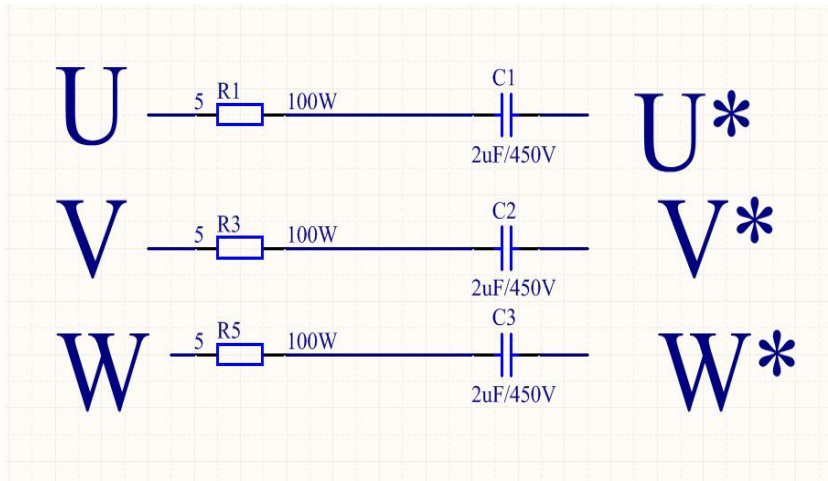 U 5 R1 100W C1 2uF/450V U*
V 5 R3 100W C2 2uF/450V V*
W 5 R5 100W C3 2uF/450V W*